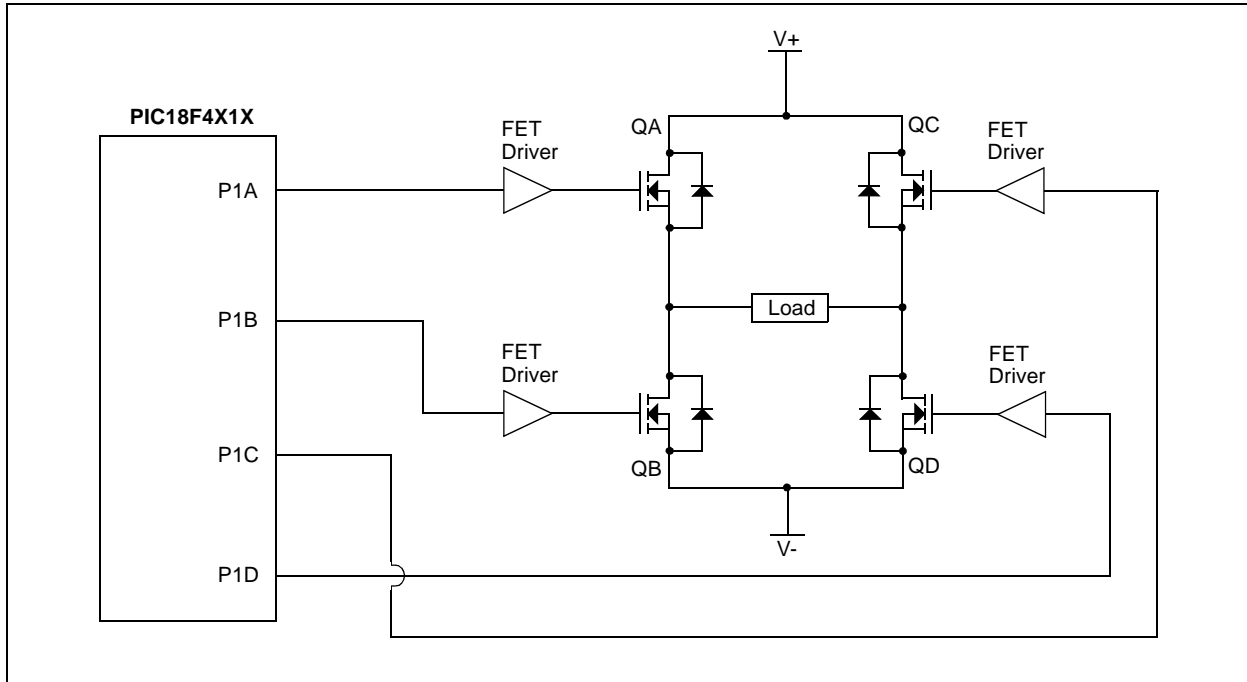 V+
PIC18F4X1X
FET
Driver
QA
QC
FET
Driver
P1A
Load
P1B
FET
Driver
FET
Driver
P1C
QB
QD
V-
P1D